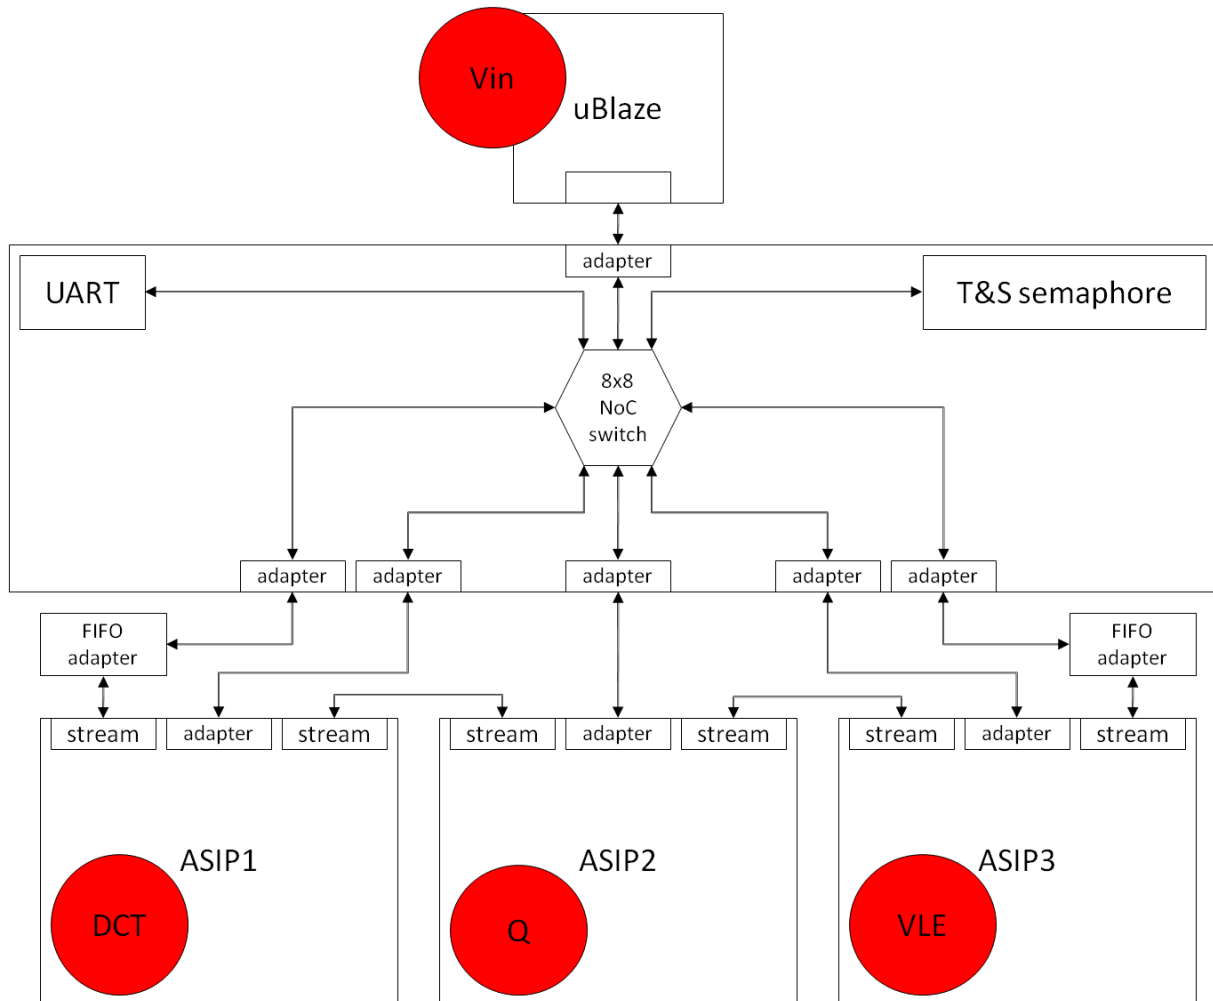 Vin
uBlaze
adapter
UART
T&S semaphore
8x8
NoC
switch
adapter
adapter
adapter
adapter
adapter
FIFO
adapter
FIFO
adapter
stream
adapter
stream
stream
adapter
stream
stream
adapter
stream
ASIP1
ASIP2
ASIP3
DCT
Q
VLE